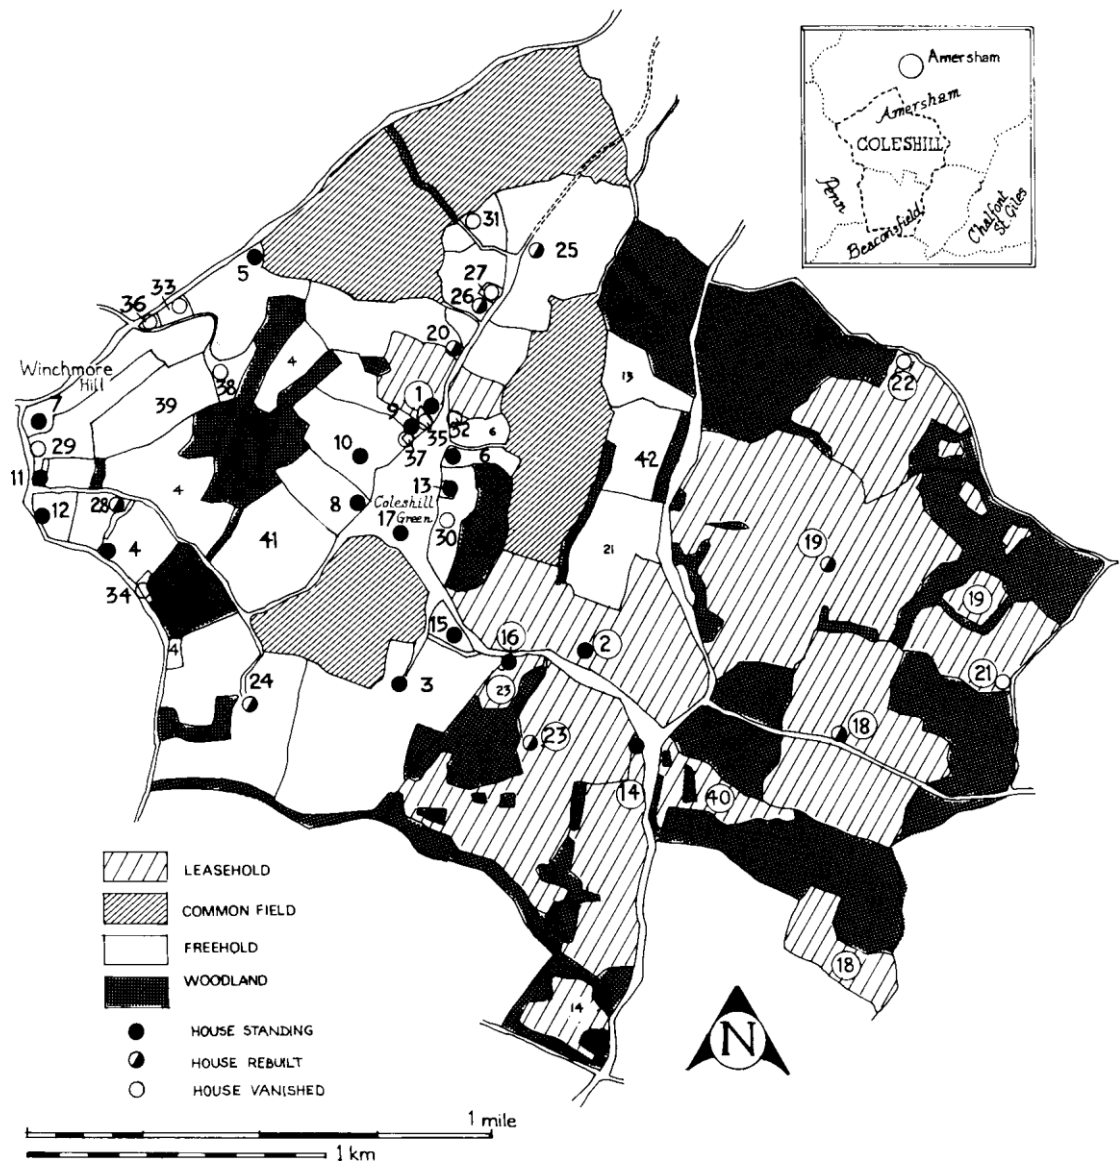 Amersham
Amersham
COLESHILL
Penn
Beaconsfield
Chalfont
St. Giles
31
25
5
27
26
33
36
20
4
13
22
Winchmore
Hill
38
39
1
9
35
32
6
37
10
6
42
29
11
13
4
28
8
Coleshill
Green
17
30
12
4
41
21
19
34
19
15
16
2
4
3
23
21
24
23
18
14
40
18
14
LEASEHOLD
COMMON FIELD
FREEHOLD
WOODLAND
HOUSE STANDING
HOUSE REBUILT
HOUSE VANISHED
N
1 mile
1 km